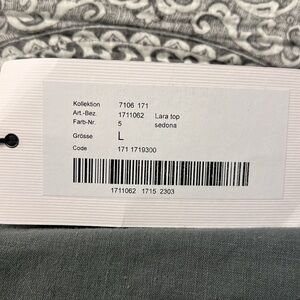 Kollektion 7106 171
Art.-Bez. 1711062 Lara top
Farb-Nr. 5 sedona
Grösse L
Code 171 1719300
1711062 1715 2303